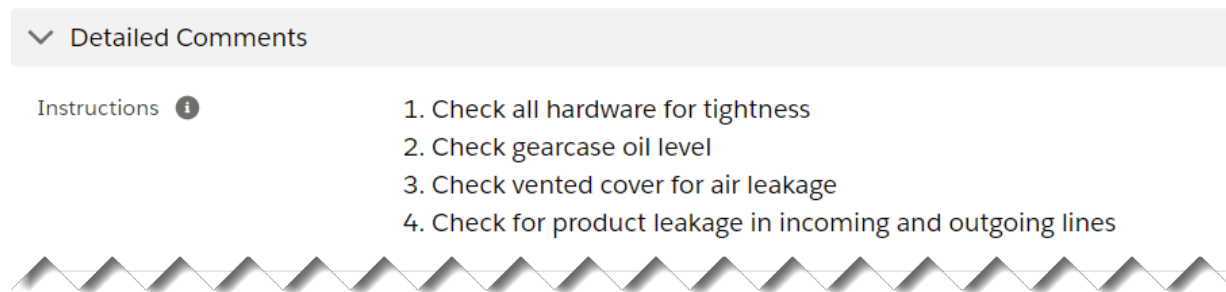 Detailed Comments
Instructions
1. Check all hardware for tightness
2. Check gearcase oil level
3. Check vented cover for air leakage
4. Check for product leakage in incoming and outgoing lines